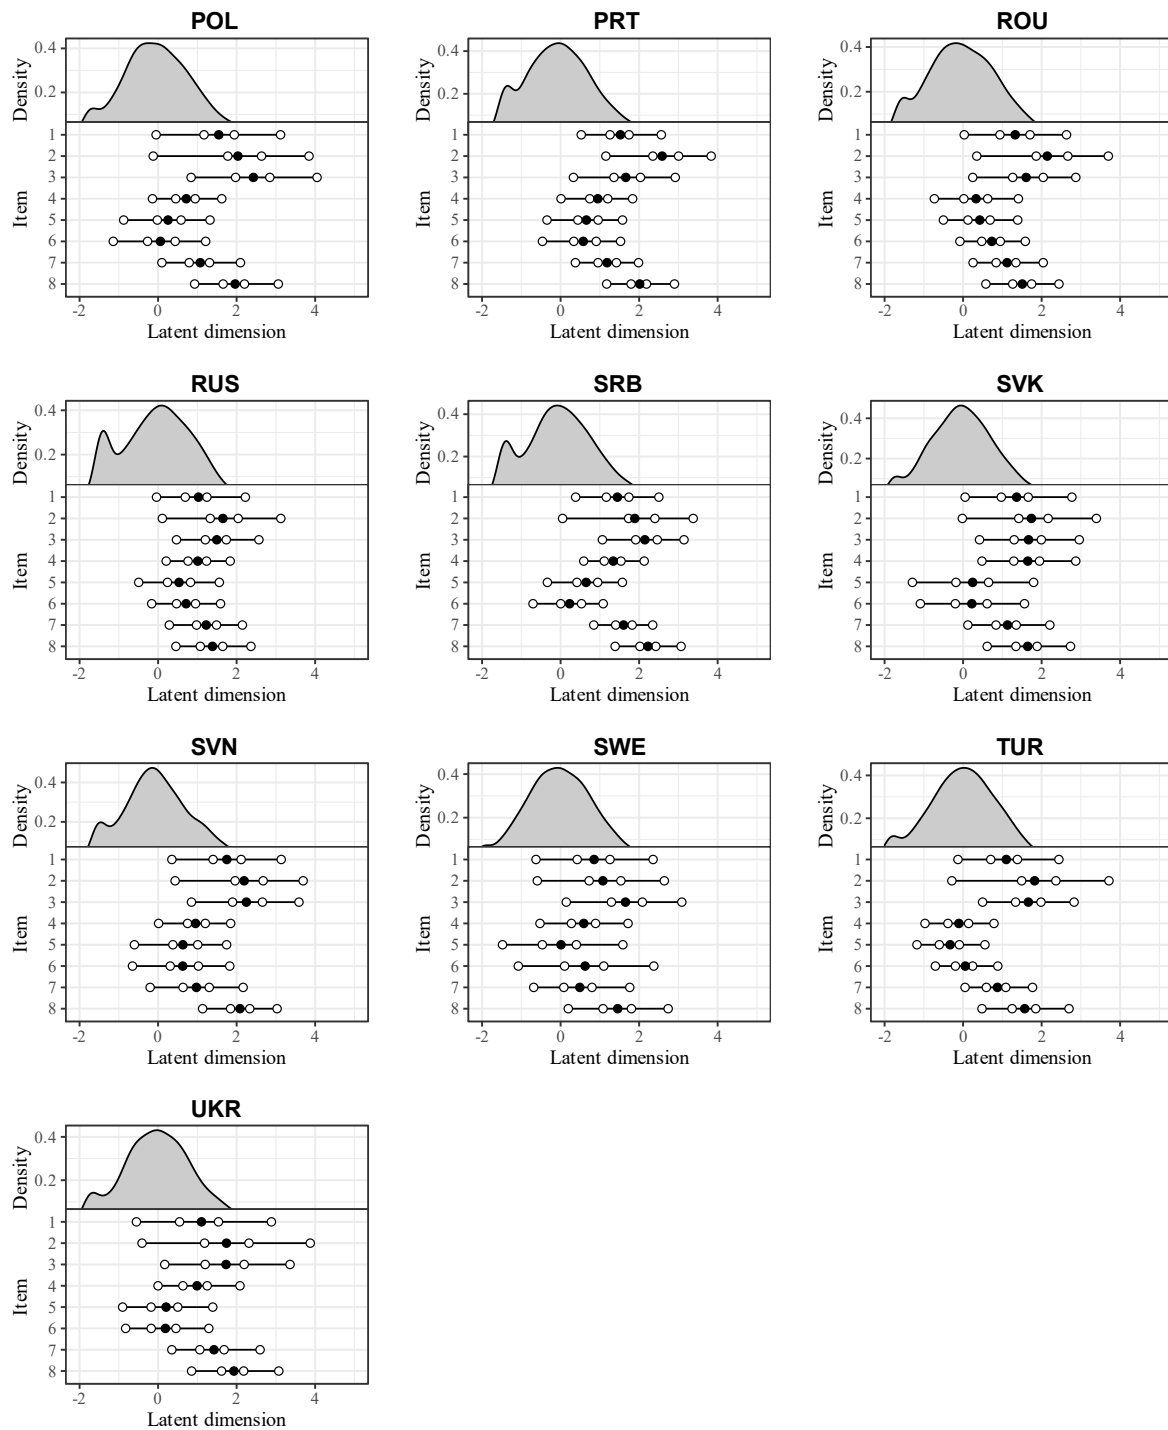 POL PRT ROU
Density 0.4 0.2 Density 0.4 0.2 Density 0.4 0.2
Item 1 2 3 4 5 6 7 8 Item 1 2 3 4 5 6 7 8 Item 1 2 3 4 5 6 7 8
-2 0 2 4 -2 0 2 4 -2 0 2 4
Latent dimension Latent dimension Latent dimension
RUS SRB SVK
Density 0.4 0.2 Density 0.4 0.2 Density 0.4 0.2
Item 1 2 3 4 5 6 7 8 Item 1 2 3 4 5 6 7 8 Item 1 2 3 4 5 6 7 8
-2 0 2 4 -2 0 2 4 -2 0 2 4
Latent dimension Latent dimension Latent dimension
SVN SWE TUR
Density 0.4 0.2 Density 0.4 0.2 Density 0.4 0.2
Item 1 2 3 4 5 6 7 8 Item 1 2 3 4 5 6 7 8 Item 1 2 3 4 5 6 7 8
-2 0 2 4 -2 0 2 4 -2 0 2 4
Latent dimension Latent dimension Latent dimension
UKR
Density 0.4 0.2
Item 1 2 3 4 5 6 7 8
-2 0 2 4
Latent dimension